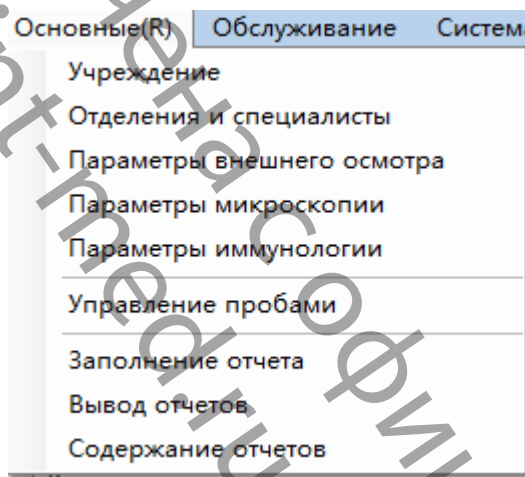 Основные(R) Обслуживание Систем
Учреждение
Отделения и специалисты
Параметры внешнего осмотра
Параметры микроскопии
Параметры иммунологии
Управление пробами
Заполнение отчета
Вывод отчетов
Содержание отчетов